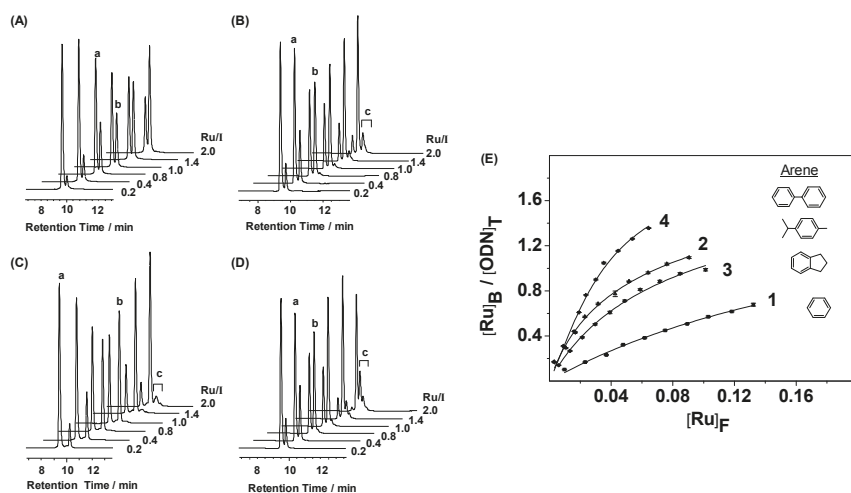 (A)
a
b
Ru/I
2.0
1.4
1.0
0.8
0.4
0.2
8 10 12
Retention Time / min
(B)
a
b
c
Ru/I
2.0
1.4
1.0
0.8
0.4
0.2
8 10 12
Retention Time / min
(C)
a
b
c
Ru/I
2.0
1.4
1.0
0.8
0.4
0.2
8 10 12
Retention Time / min
(D)
a
b
c
Ru/I
2.0
1.4
1.0
0.8
0.4
0.2
8 10 12
Retention Time / min
(E)
Arene
[Ru]B / [ODN]T
1.6
1.2
0.8
0.4
4
2
3
1
0.04 0.08 0.12 0.16
[Ru]F